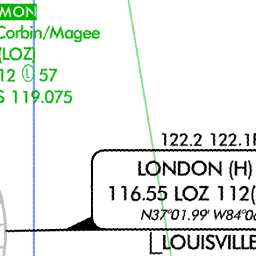 MON
Corbin/Magee
(LOZ)
12 Ⓛ 57
S 119.075
122.2 122.1
LONDON (H)
116.55 LOZ 112(
N37°01.99' W84°06
LOUISVILLE